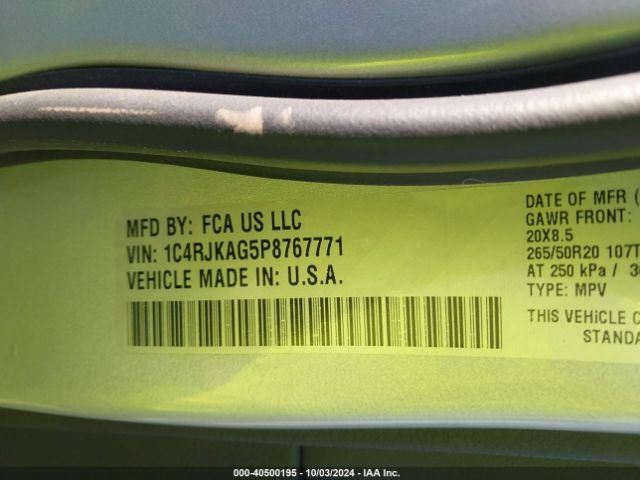 MFD BY: FCA US LLC
VIN: 1C4RJKAG5P8767771
VEHICLE MADE IN: U.S.A.
DATE OF MFR (
GAWR FRONT:
20X8.5
265/50R20 107T
AT 250 kPa /
TYPE: MPV
THIS VEHICLE
STANDA
000-40500195 - 10/03/2024 - IAA Inc.